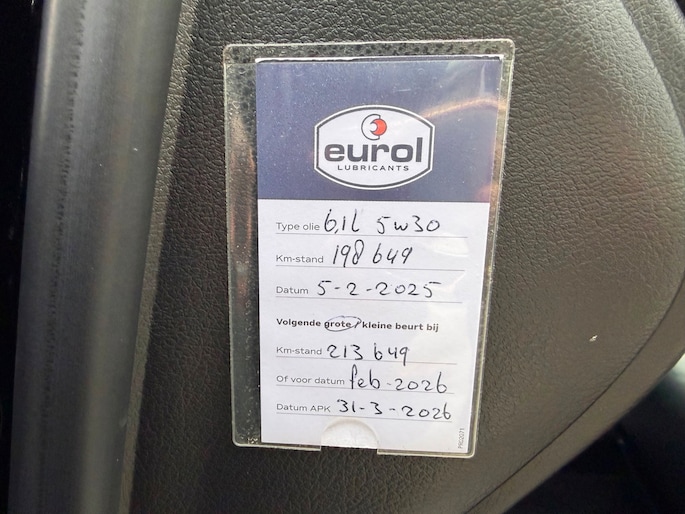 eurol
LUBRICANTS
Type olie 6,1L 5w30
Km-stand 198 649
Datum 5-2-2025
Volgende grote / kleine beurt bij
Km-stand 213 649
Of voor datum feb-2026
Datum APK 31-3-2026
PR2071